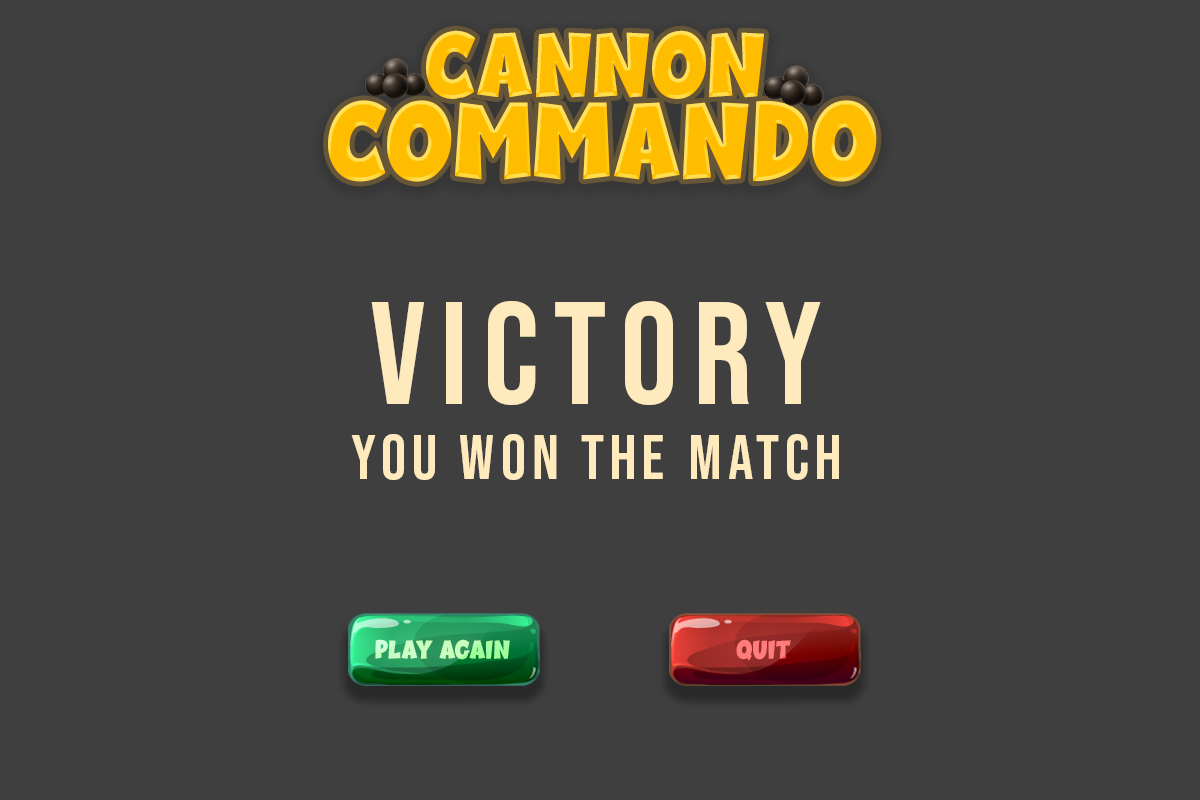 CANNON
COMMANDO
VICTORY
YOU WON THE MATCH
PLAY AGAIN
QUIT